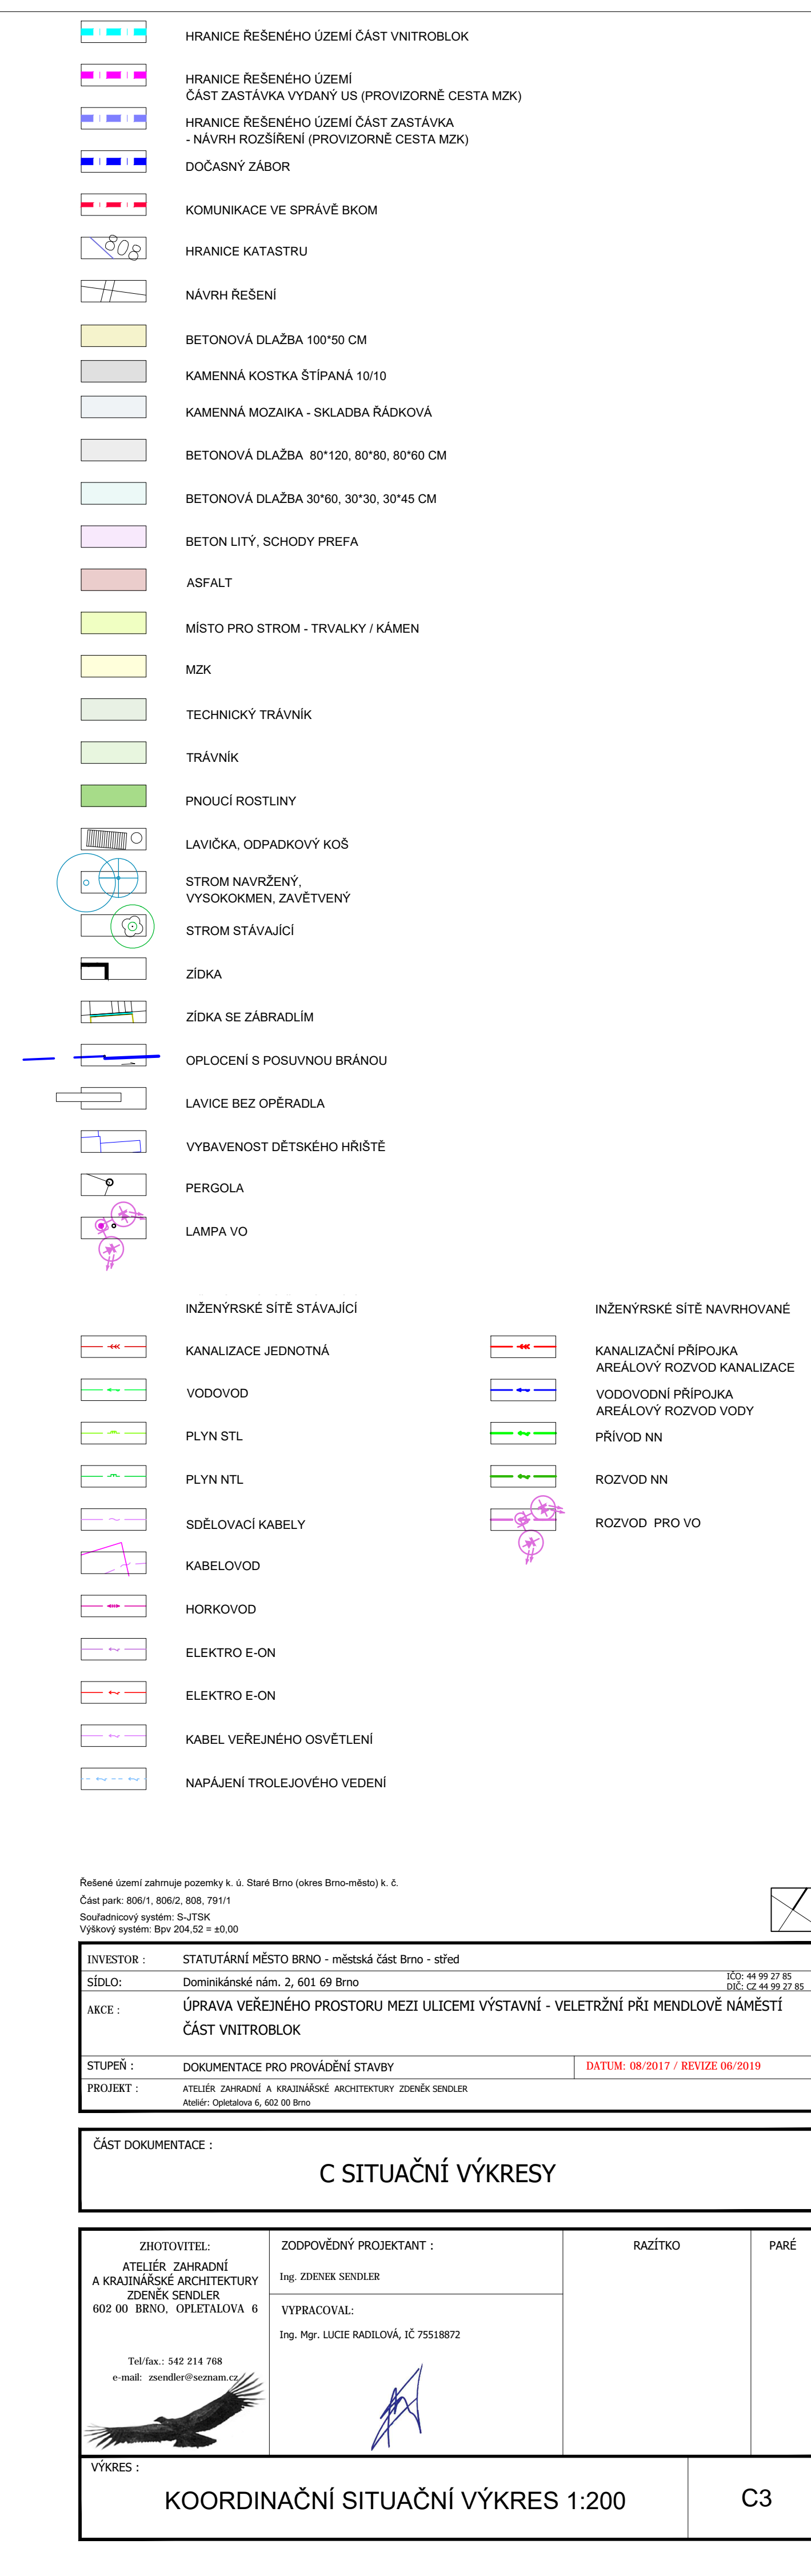 HRANICE ŘEŠENÉHO ÚZEMÍ ČÁST VNITROBLOK
HRANICE ŘEŠENÉHO ÚZEMÍ
ČÁST ZASTÁVKA VYDANÝ US (PROVIZORNĚ CESTA MZK)
HRANICE ŘEŠENÉHO ÚZEMÍ ČÁST ZASTÁVKA
- NÁVRH ROZŠÍŘENÍ (PROVIZORNĚ CESTA MZK)
DOČASNÝ ZÁBOR
KOMUNIKACE VE SPRÁVĚ BKOM
HRANICE KATASTRU
NÁVRH ŘEŠENÍ
BETONOVÁ DLAŽBA 100*50 CM
KAMENNÁ KOSTKA ŠTÍPANÁ 10/10
KAMENNÁ MOZAIKA - SKLADBA ŘÁDKOVÁ
BETONOVÁ DLAŽBA 80*120, 80*80, 80*60 CM
BETONOVÁ DLAŽBA 30*60, 30*30, 30*45 CM
BETON LITÝ, SCHODY PREFA
ASFALT
MÍSTO PRO STROM - TRVALKY / KÁMEN
MZK
TECHNICKÝ TRÁVNÍK
TRÁVNÍK
PNOUCÍ ROSTLINY
LAVIČKA, ODPADKOVÝ KOŠ
STROM NAVRŽENÝ,
VYSOKOKMEN, ZAVĚTVENÝ
STROM STÁVAJÍCÍ
ZÍDKA
ZÍDKA SE ZÁBRADLÍM
OPLOCENÍ S POSUVNOU BRÁNOU
LAVICE BEZ OPĚRADLA
VYBAVENOST DĚTSKÉHO HŘIŠTĚ
PERGOLA
LAMPA VO
INŽENÝRSKÉ SÍTĚ STÁVAJÍCÍ
KANALIZACE JEDNOTNÁ
VODOVOD
PLYN STL
PLYN NTL
SDĚLOVACÍ KABELY
KABELOVOD
HORKOVOD
ELEKTRO E-ON
ELEKTRO E-ON
KABEL VEŘEJNÉHO OSVĚTLENÍ
NAPÁJENÍ TROLEJOVÉHO VEDENÍ
INŽENÝRSKÉ SÍTĚ NAVRHOVANÉ
KANALIZAČNÍ PŘÍPOJKA
AREÁLOVÝ ROZVOD KANALIZACE
VODOVODNÍ PŘÍPOJKA
AREÁLOVÝ ROZVOD VODY
PŘÍVOD NN
ROZVOD NN
ROZVOD PRO VO
Řešené území zahrnuje pozemky k. ú. Staré Brno (okres Brno-město) k. č.
Část park: 806/1, 806/2, 808, 791/1
Souřadnicový systém: S-JTSK
Výškový systém: Bpv 204,52 = ±0,00
INVESTOR : STATUTÁRNÍ MĚSTO BRNO - městská část Brno - střed
SÍDLO: Dominikánské nám. 2, 601 69 Brno
IČO: 44 99 27 85
DIČ: CZ 44 99 27 85
AKCE : ÚPRAVA VEŘEJNÉHO PROSTORU MEZI ULICEMI VÝSTAVNÍ - VELETRŽNÍ PŘI MENDLOVĚ NÁMĚSTÍ
ČÁST VNITROBLOK
STUPEŇ : DOKUMENTACE PRO PROVÁDĚNÍ STAVBY
DATUM: 08/2017 / REVIZE 06/2019
PROJEKT : ATELIÉR ZAHRADNÍ A KRAJINÁŘSKÉ ARCHITEKTURY ZDENĚK SENDLER
Ateliér: Opletalova 6, 602 00 Brno
ČÁST DOKUMENTACE :
C SITUAČNÍ VÝKRESY
ZHOTOVITEL:
ATELIÉR ZAHRADNÍ
A KRAJINÁŘSKÉ ARCHITEKTURY
ZDENĚK SENDLER
602 00 BRNO, OPLETALOVA 6
Tel/fax.: 542 214 768
e-mail: zsendler@seznam.cz
ZODPOVĚDNÝ PROJEKTANT :
Ing. ZDENEK SENDLER
VYPRACOVAL:
Ing. Mgr. LUCIE RADILOVÁ, IČ 75518872
RAZÍTKO
PARÉ
VÝKRES :
KOORDINAČNÍ SITUAČNÍ VÝKRES 1:200
C3